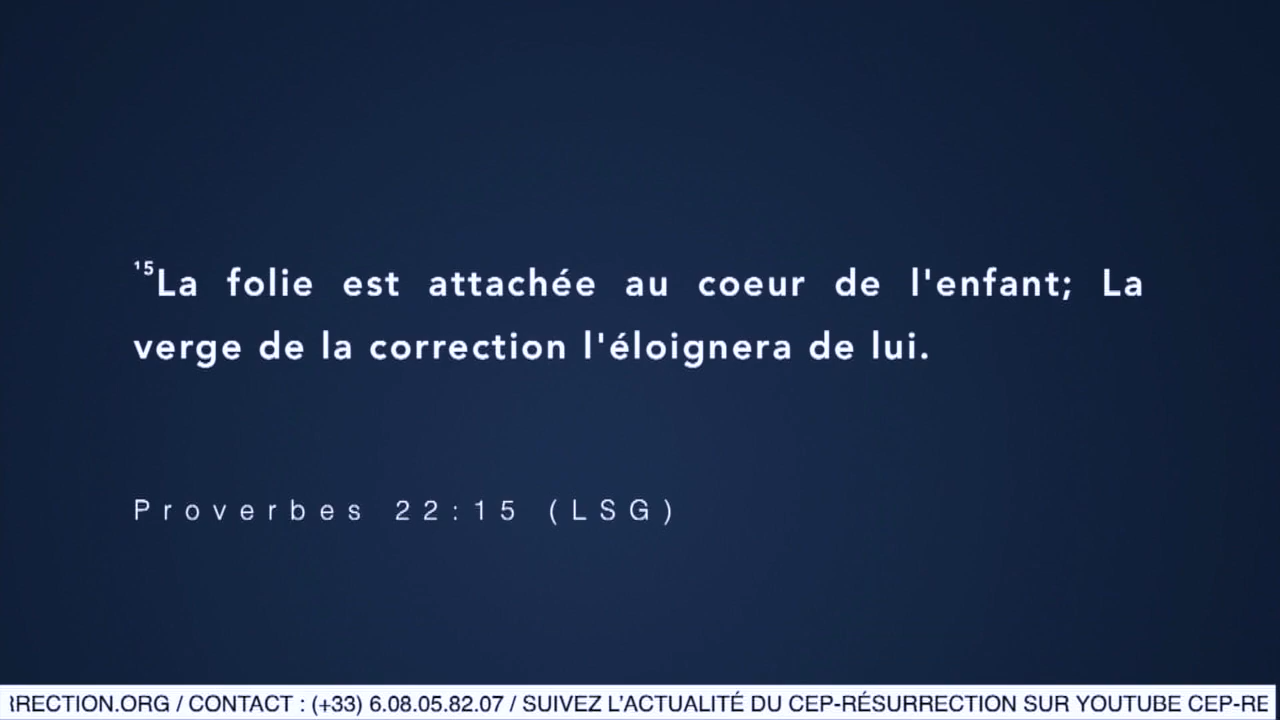 ¹⁵La folie est attachée au coeur de l'enfant; La
verge de la correction l'éloignera de lui.
Proverbes 22:15 (LSG)
RECTION.ORG / CONTACT : (+33) 6.08.05.82.07 / SUIVEZ L'ACTUALITÉ DU CEP-RÉSURRECTION SUR YOUTUBE CEP-RE